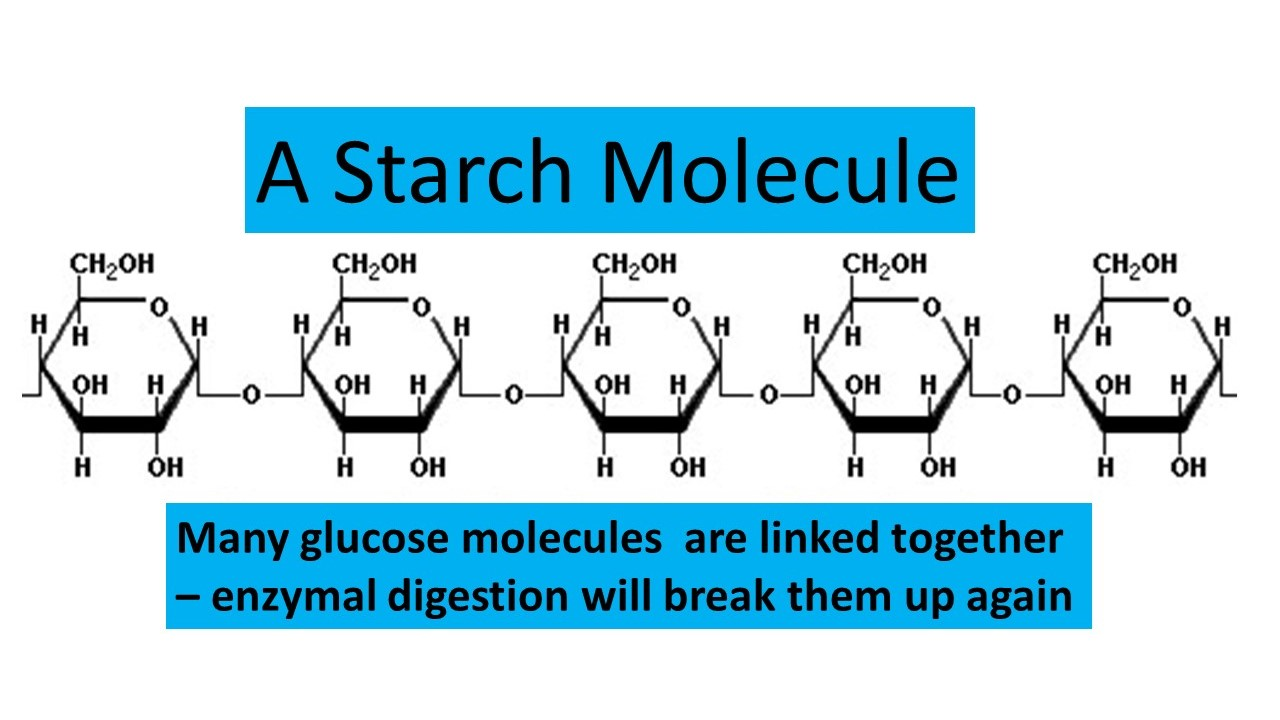 A Starch Molecule
CH₂OH CH₂OH CH₂OH CH₂OH CH₂OH
O O O O O
H H H H H H H H H H
H H H H H
OH H OH H OH H OH H OH H
O O O O
H OH H OH H OH H OH H OH
Many glucose molecules are linked together
– enzymal digestion will break them up again